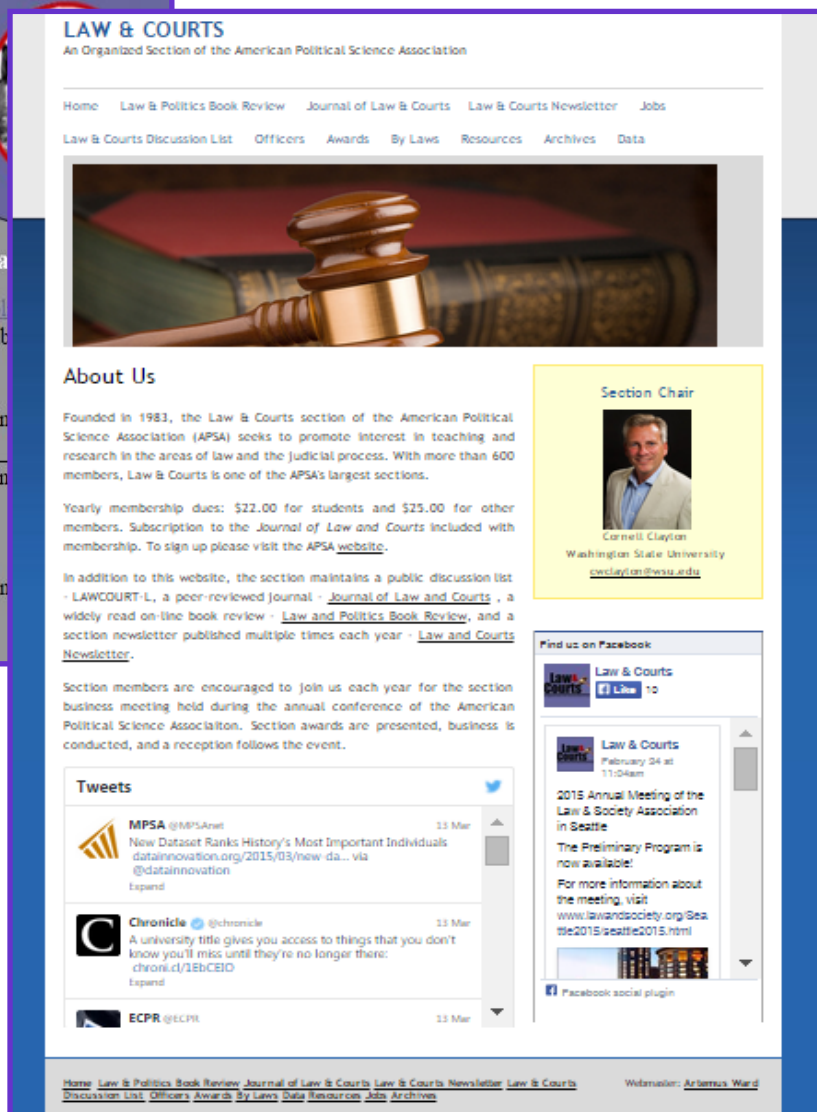 LAW & COURTS
An Organized Section of the American Political Science Association
Home Law & Politics Book Review Journal of Law & Courts Law & Courts Newsletter Jobs
Law & Courts Discussion List Officers Awards By Laws Resources Archives Data
About Us
Founded in 1983, the Law & Courts section of the American Political
Science Association (APSA) seeks to promote interest in teaching and
research in the areas of law and the judicial process. With more than 600
members, Law & Courts is one of the APSA's largest sections.
Yearly membership dues: $22.00 for students and $25.00 for other
members. Subscription to the Journal of Law and Courts included with
membership. To sign up please visit the APSA website.
In addition to this website, the section maintains a public discussion list
- LAWCOURT-L, a peer-reviewed journal - Journal of Law and Courts , a
widely read on-line book review - Law and Politics Book Review, and a
section newsletter published multiple times each year - Law and Courts
Newsletter.
Section members are encouraged to join us each year for the section
business meeting held during the annual conference of the American
Political Science Associaiton. Section awards are presented, business is
conducted, and a reception follows the event.
Tweets
MPSA @MPSAnet 13 Mar
New Dataset Ranks History's Most Important Individuals
datainnovation.org/2015/03/new-da... via
@datainnovation
Expand
Chronicle @chronicle 13 Mar
A university title gives you access to things that you don't
know you'll miss until they're no longer there:
chroni.cl/1EbCEIO
Expand
ECPR @ECPR 13 Mar
Section Chair
Cornell Clayton
Washington State University
cwclayton@wsu.edu
Find us on Facebook
Law & Courts
Law & Courts
Like 10
Law & Courts
Law & Courts
February 24 at
11:04am
2015 Annual Meeting of the
Law & Society Association
in Seattle
The Preliminary Program is
now available!
For more information about
the meeting, visit
www.lawandsociety.org/Sea
ttle2015/seattle2015.html
Facebook social plugin
Home Law & Politics Book Review Journal of Law & Courts Law & Courts Newsletter Law & Courts
Discussion List Officers Awards By Laws Data Resources Jobs Archives
Webmaster: Artemus Ward